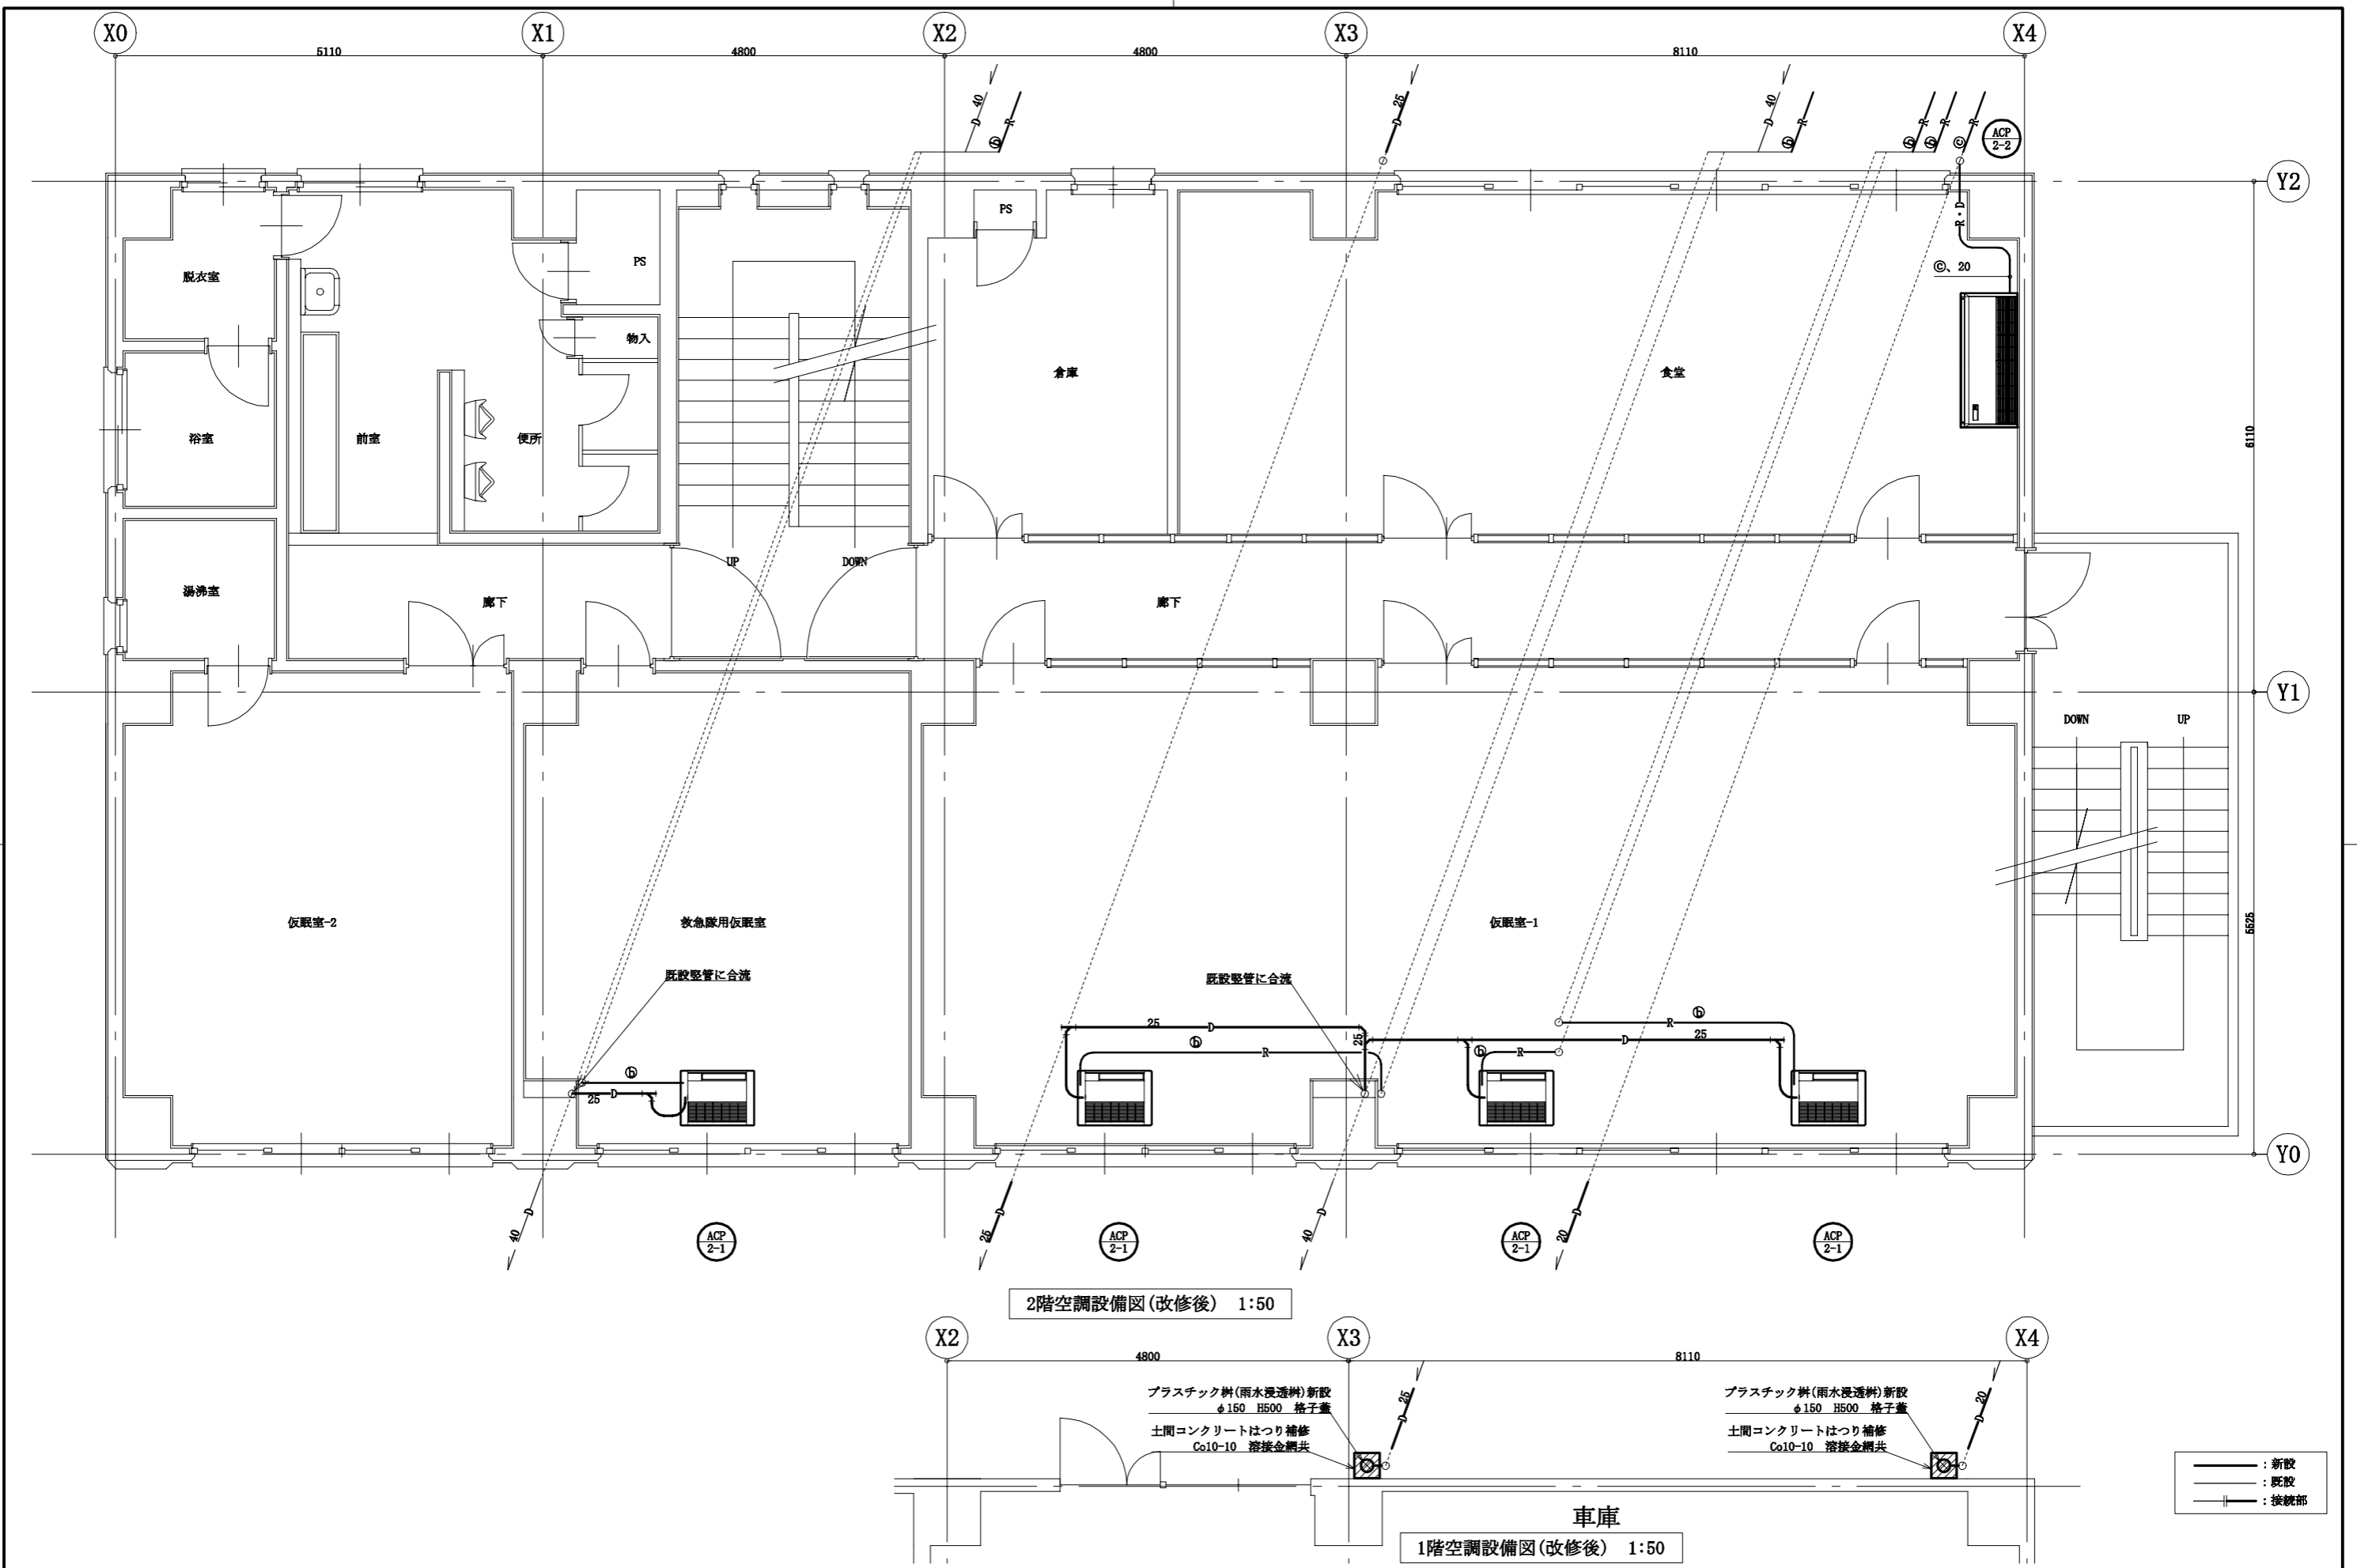 X0
X1
X2
X3
X4
5110
4800
4800
8110
D 40
ⓑ R
D 25
D 40
ⓑ R
ⓑ R
ⓑ R
ⓒ R
ACP
2-2
Y2
PS
R・D
脱衣室
PS
ⓒ、20
物入
倉庫
食堂
浴室
前室
便所
6110
湯沸室
UP
DOWN
廊下
廊下
Y1
DOWN
UP
仮眠室-2
救急隊用仮眠室
仮眠室-1
5525
既設竪管に合流
既設竪管に合流
ⓑ
R
25
D
25
ⓑ
R
D
25
ⓑ
R
ⓑ
25
D
Y0
40 D
25 D
40 D
20 D
ACP
2-1
ACP
2-1
ACP
2-1
ACP
2-1
2階空調設備図(改修後) 1:50
X2
X3
X4
4800
8110
プラスチック桝(雨水浸透桝)新設
φ150 H500 格子蓋
土間コンクリートはつり補修
Co10-10 溶接金網共
D 25
プラスチック桝(雨水浸透桝)新設
φ150 H500 格子蓋
土間コンクリートはつり補修
Co10-10 溶接金網共
D 20
車庫
1階空調設備図(改修後) 1:50
:新設
:既設
:接続部